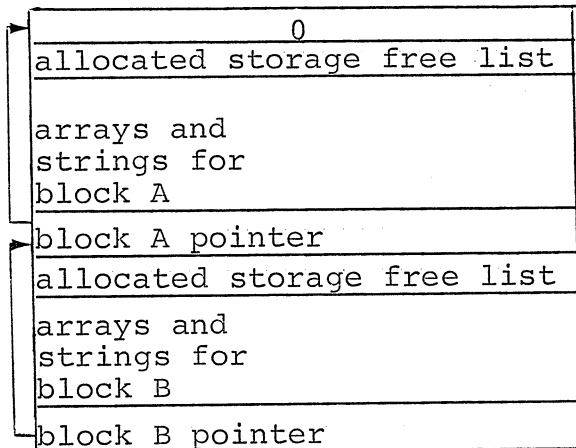 0
allocated storage free list
arrays and
strings for
block A
block A pointer
allocated storage free list
arrays and
strings for
block B
block B pointer